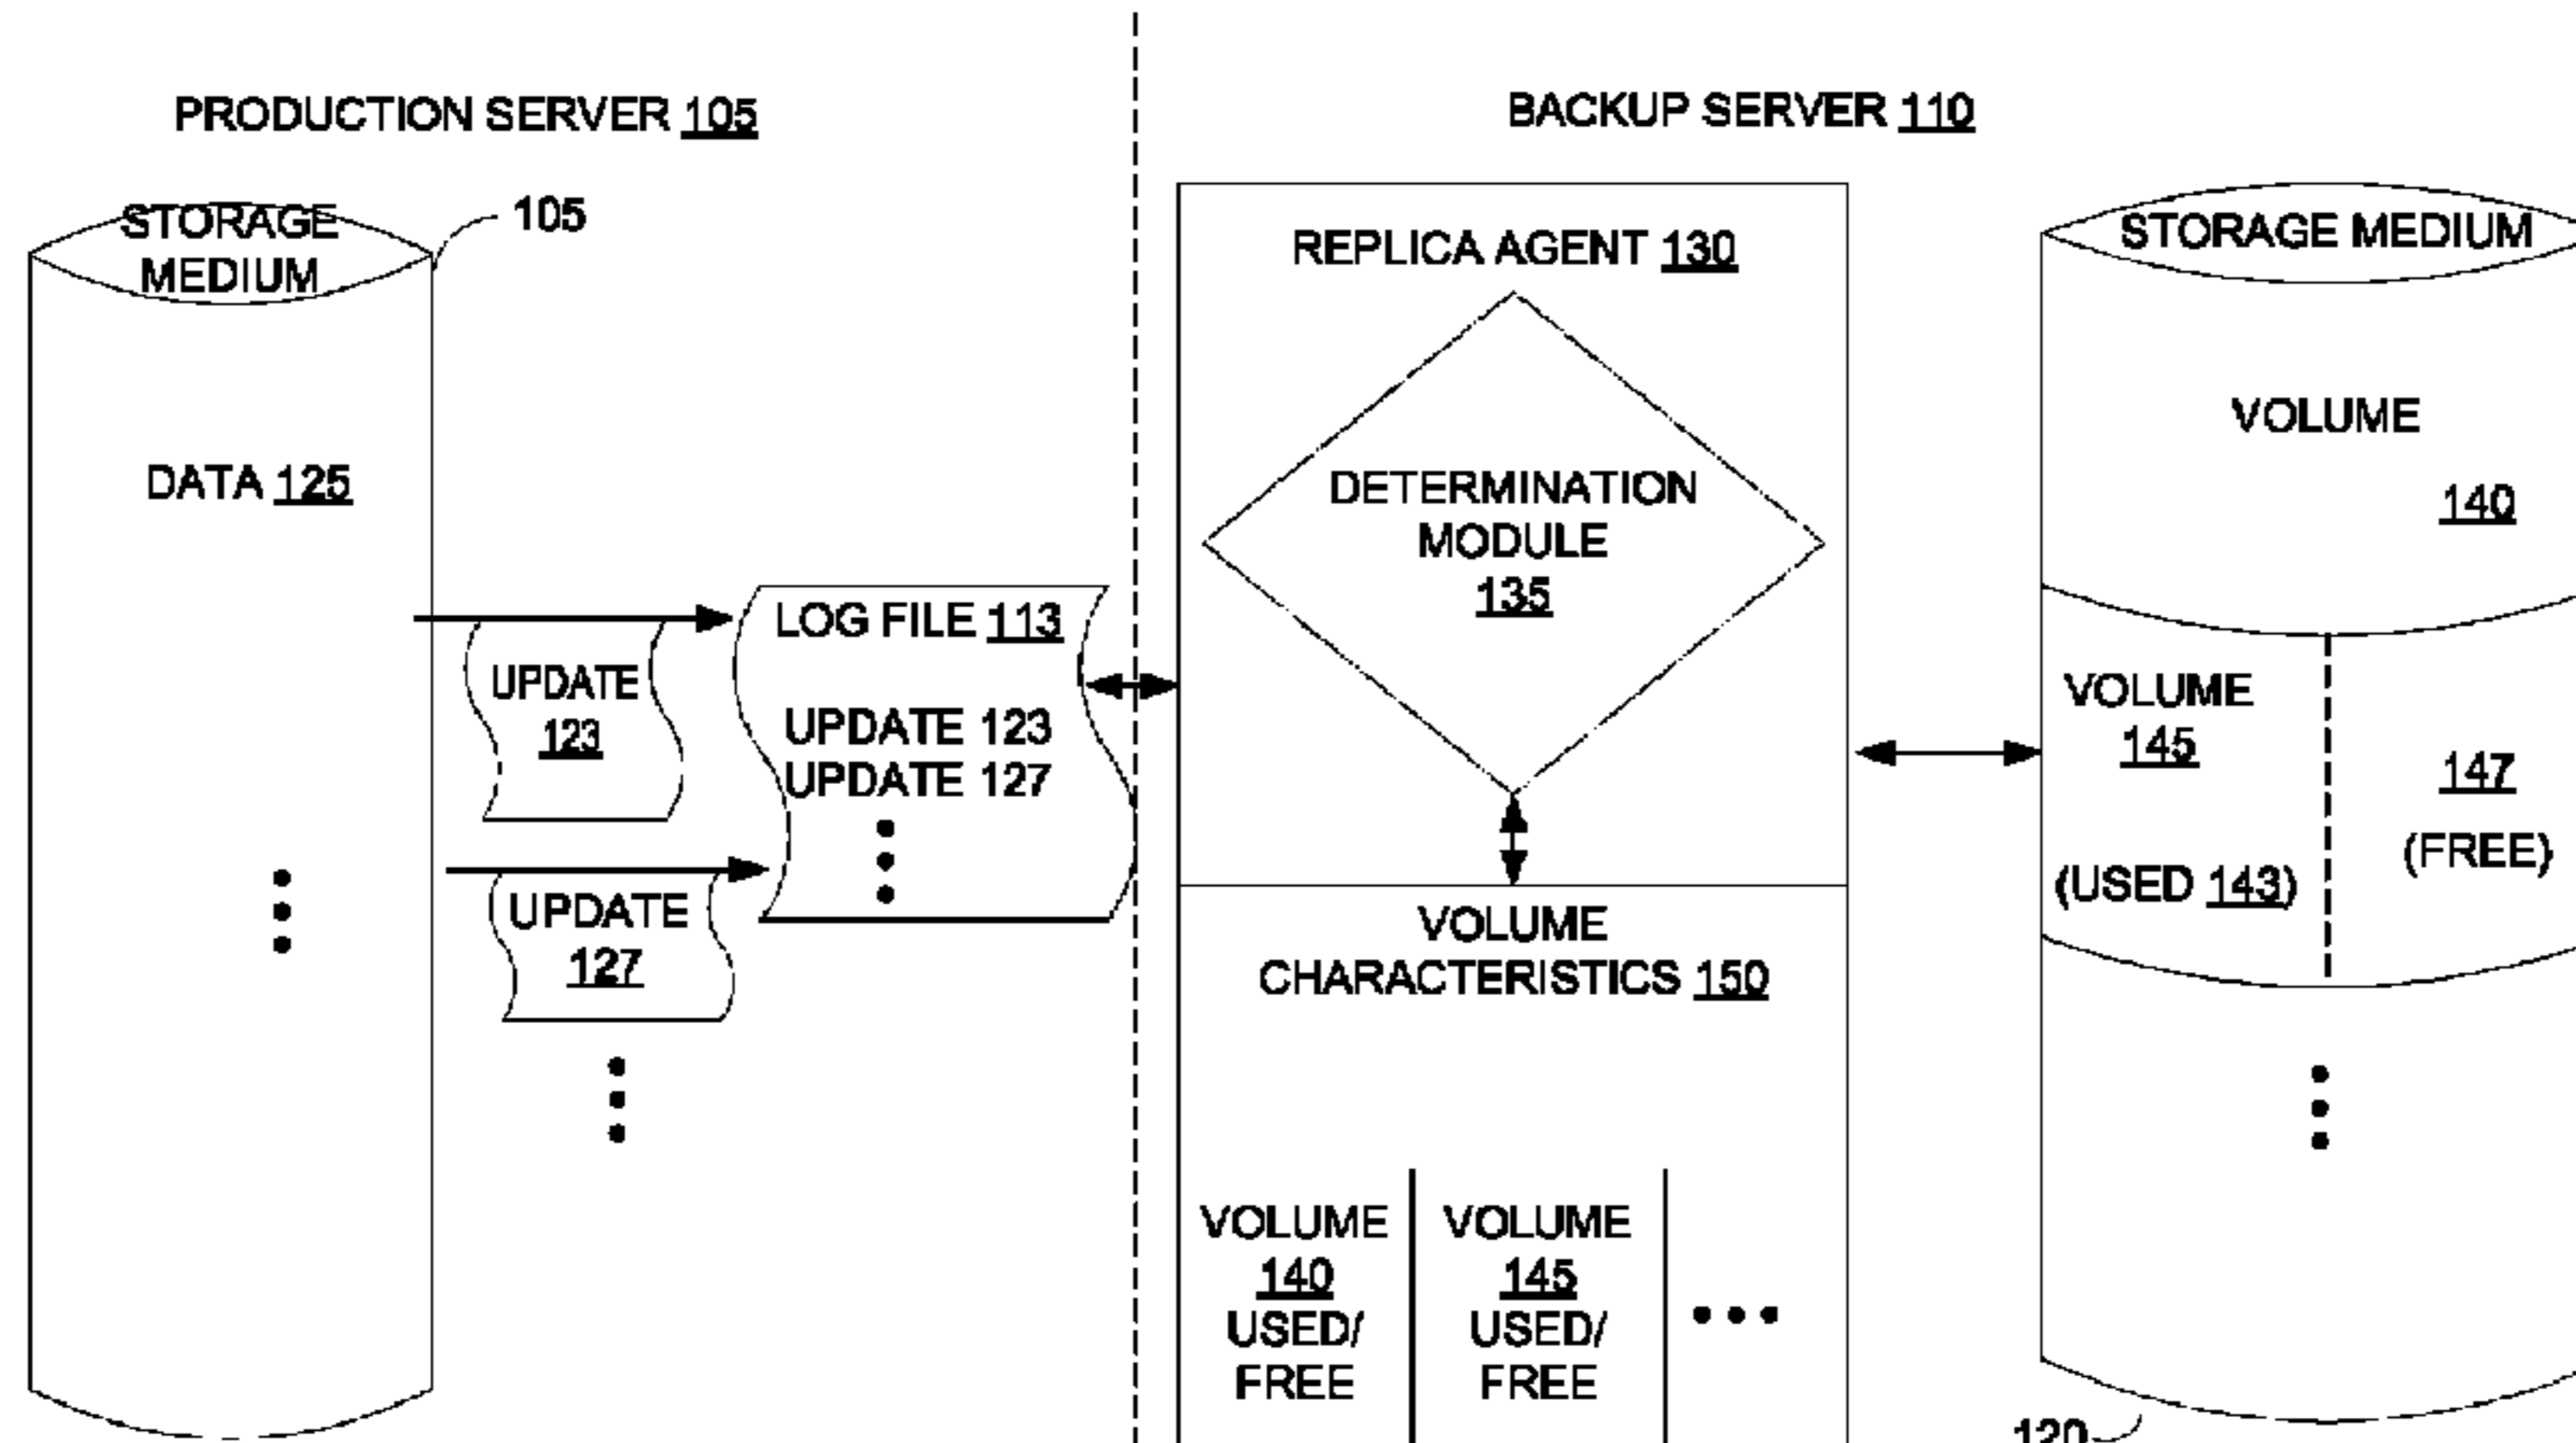 PRODUCTION SERVER 105
STORAGE
MEDIUM
105
DATA 125
UPDATE
123
UPDATE
127
LOG FILE 113
UPDATE 123
UPDATE 127
BACKUP SERVER 110
REPLICA AGENT 130
DETERMINATION
MODULE
135
VOLUME
CHARACTERISTICS 150
VOLUME
140
USED/
FREE
VOLUME
145
USED/
FREE
STORAGE MEDIUM
VOLUME
140
VOLUME
145
(USED 143)
147
(FREE)
120